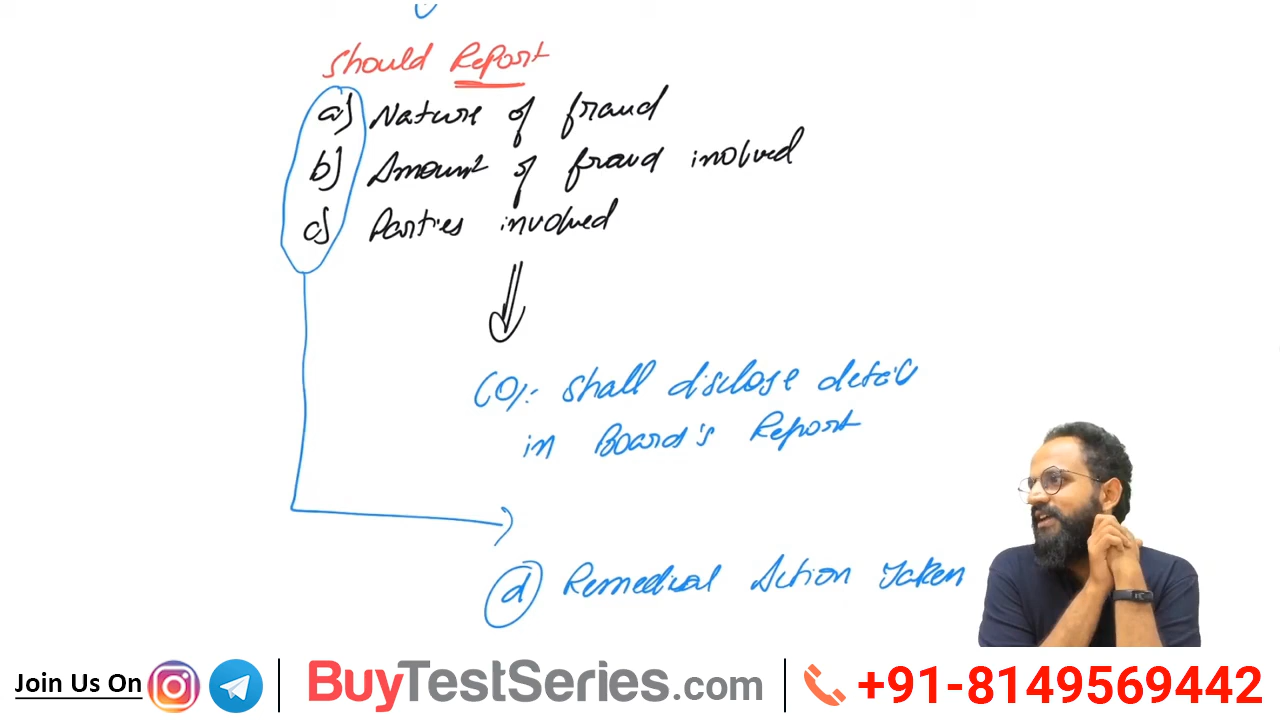 Should Report
a) Nature of fraud
b) Amount of fraud involved
c) Parties involved
CO/:- Shall disclose detail
in Board's Report
d) Remedical Action Taken
Join Us On
BuyTestSeries.com
+91-8149569442